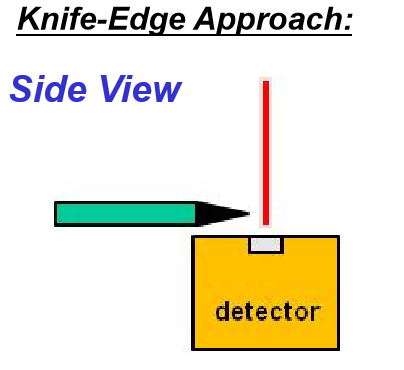 Knife-Edge Approach:
Side View
detector